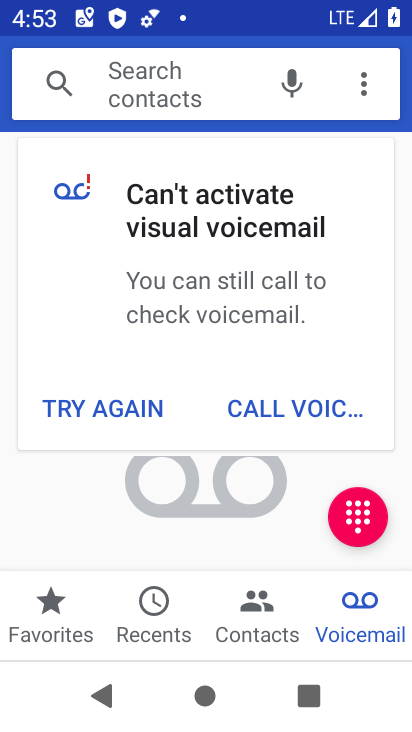 4:53
LTE
Search
contacts
Can't activate
visual voicemail
You can still call to
check voicemail.
TRY AGAIN
CALL VOIC...
Favorites
Recents
Contacts
Voicemail